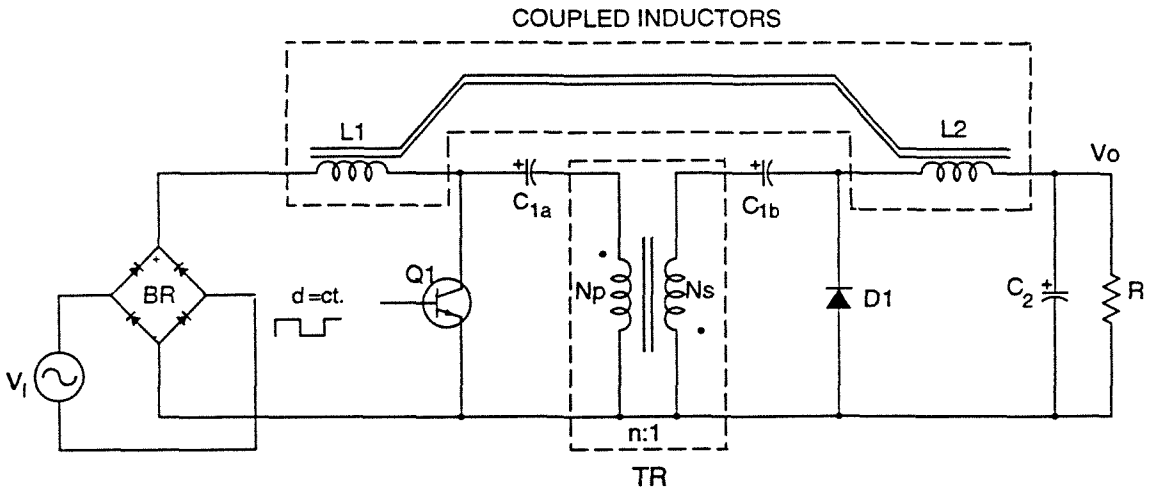 COUPLED INDUCTORS
L1
L2
Vo
C1a
C1b
Q1
BR
d=ct.
Np
Ns
D1
C2
R
VI
n:1
TR